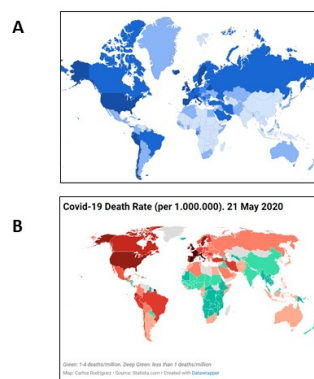 A
B
Covid-19 Death Rate (per 1.000.000). 21 May 2020
Green: 1-4 deaths/million. Deep Green: less than 1 deaths/million
Map: Carlos Rodriguez • Source: Statista.com • Created with Datawrapper